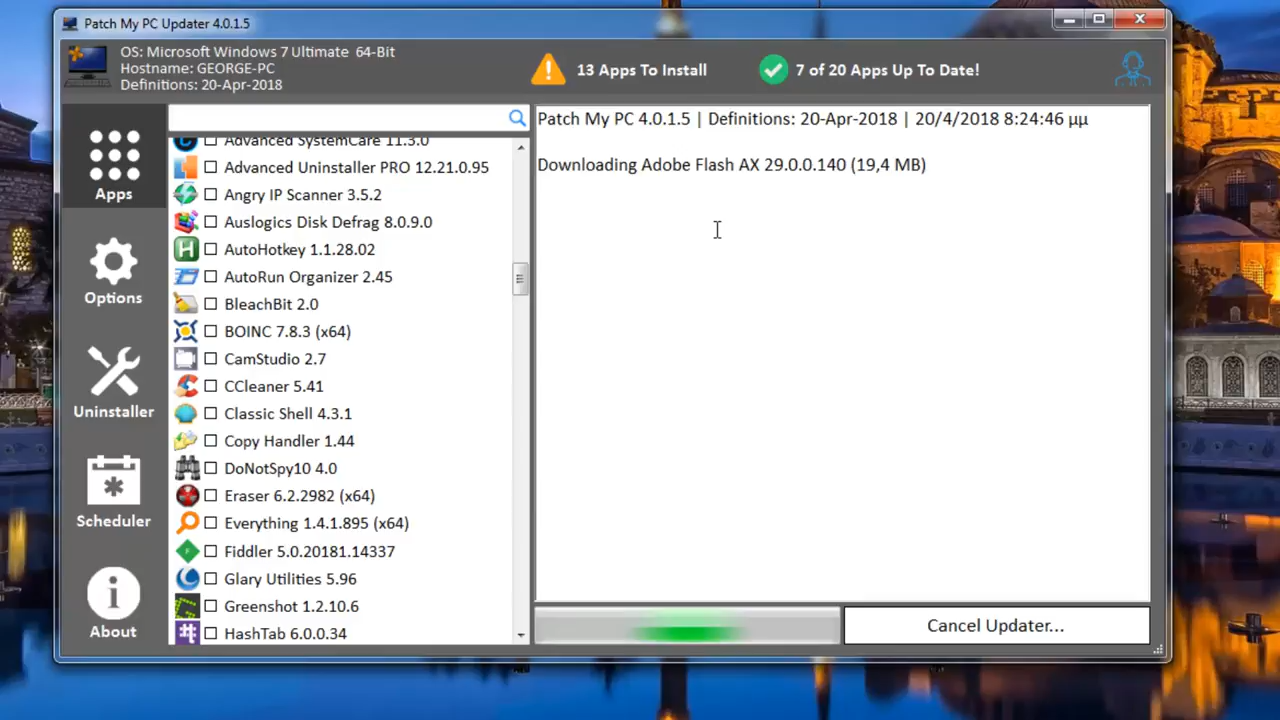 Patch My PC Updater 4.0.1.5
OS: Microsoft Windows 7 Ultimate 64-Bit
Hostname: GEORGE-PC
Definitions: 20-Apr-2018
13 Apps To Install
7 of 20 Apps Up To Date!
Apps
Options
Uninstaller
Scheduler
About
Advanced SystemCare 11.3.0
Advanced Uninstaller PRO 12.21.0.95
Angry IP Scanner 3.5.2
Auslogics Disk Defrag 8.0.9.0
AutoHotkey 1.1.28.02
AutoRun Organizer 2.45
BleachBit 2.0
BOINC 7.8.3 (x64)
CamStudio 2.7
CCleaner 5.41
Classic Shell 4.3.1
Copy Handler 1.44
DoNotSpy10 4.0
Eraser 6.2.2982 (x64)
Everything 1.4.1.895 (x64)
Fiddler 5.0.20181.14337
Glary Utilities 5.96
Greenshot 1.2.10.6
HashTab 6.0.0.34
Patch My PC 4.0.1.5 | Definitions: 20-Apr-2018 | 20/4/2018 8:24:46 μμ
Downloading Adobe Flash AX 29.0.0.140 (19,4 MB)
Cancel Updater...